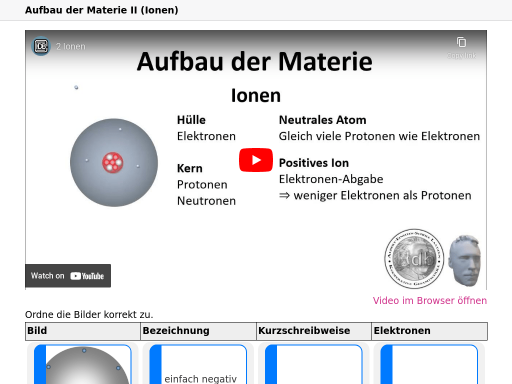 Aufbau der Materie II (Ionen)
2 Ionen
Aufbau der Materie
Ionen
Hülle
Elektronen
Kern
Protonen
Neutronen
Neutrales Atom
Gleich viele Protonen wie Elektronen
Positives Ion
Elektronen-Abgabe
⇒ weniger Elektronen als Protonen
Watch on YouTube
Video im Browser öffnen
Ordne die Bilder korrekt zu.
Bild Bezeichnung Kurzschreibweise Elektronen
einfach negativ